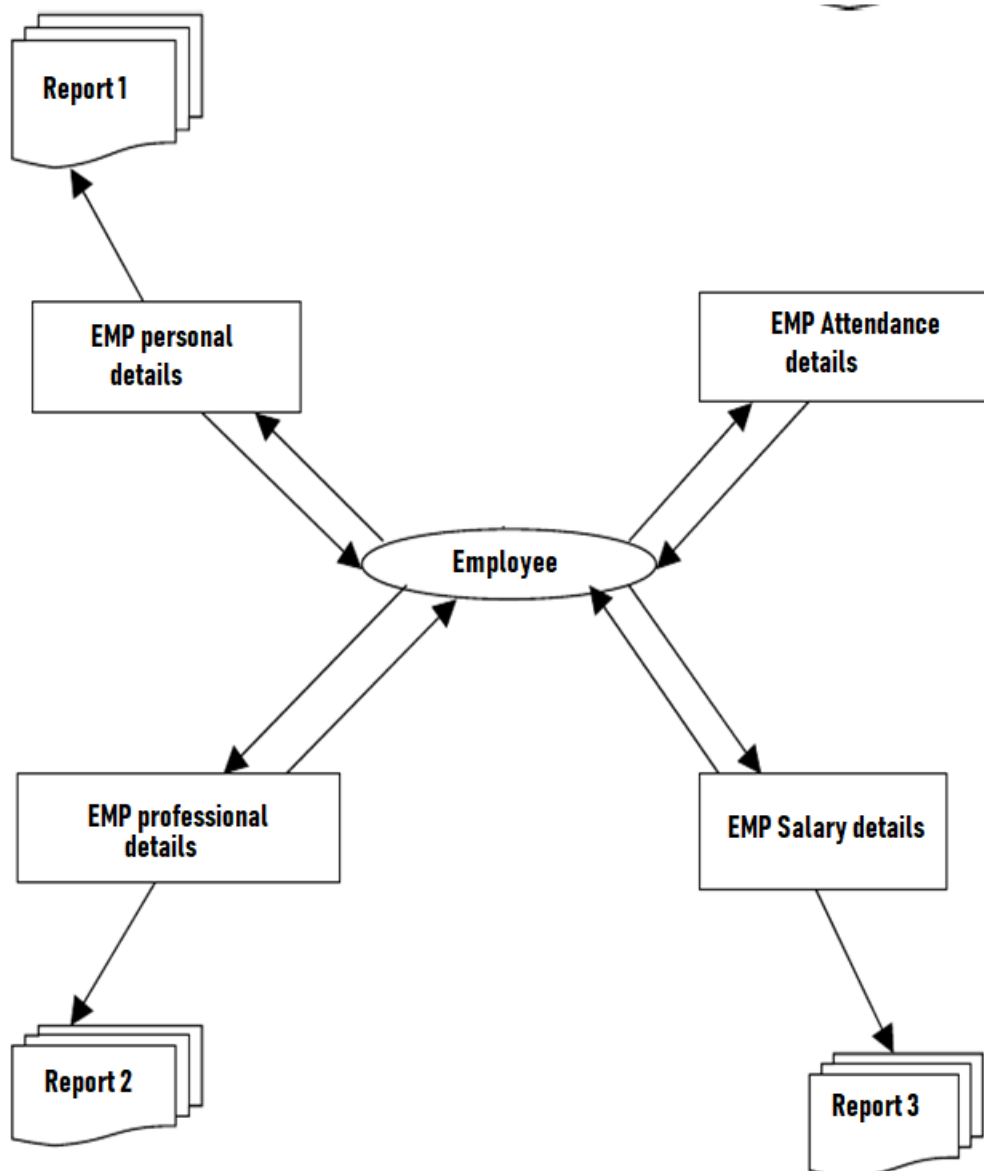 Report 1
EMP personal
details
EMP Attendance
details
Employee
EMP professional
details
EMP Salary details
Report 2
Report 3